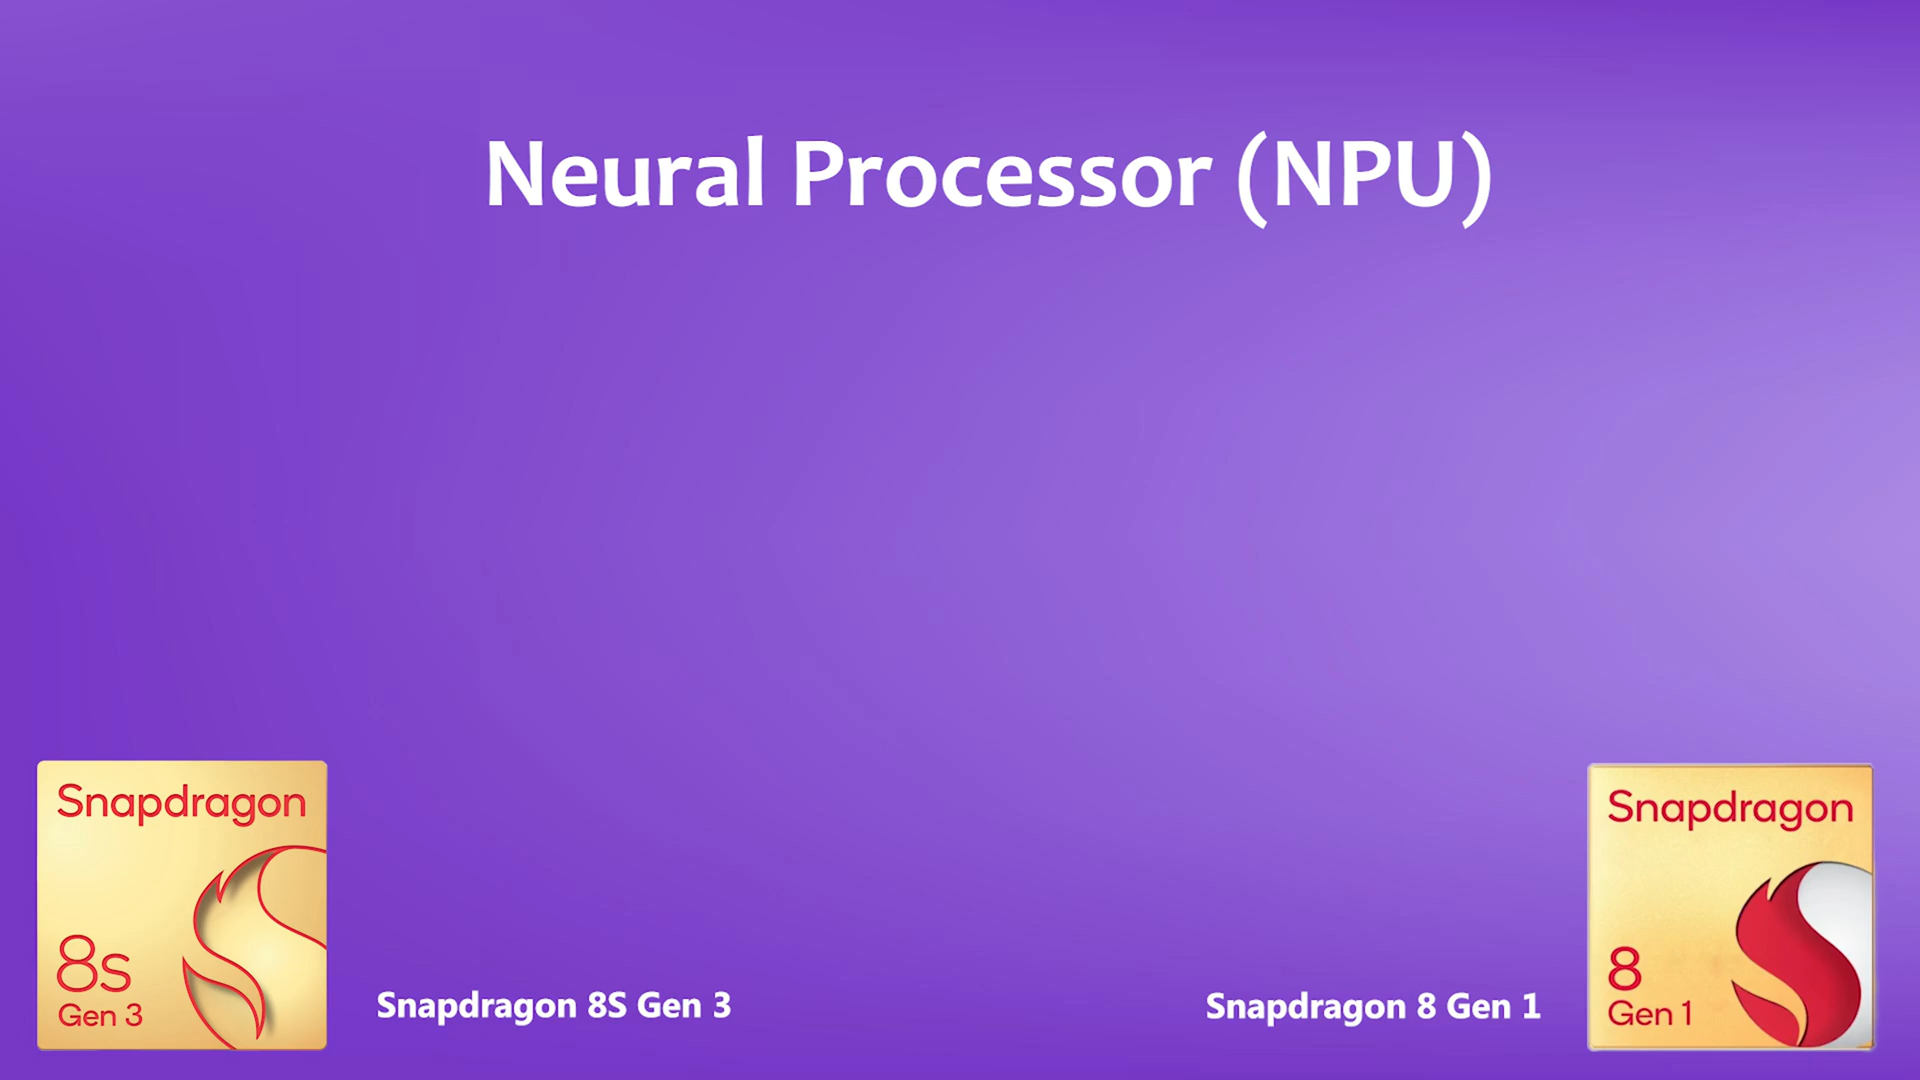 Neural Processor (NPU)
Snapdragon
8s
Gen 3
Snapdragon 8S Gen 3
Snapdragon 8 Gen 1
Snapdragon
8
Gen 1